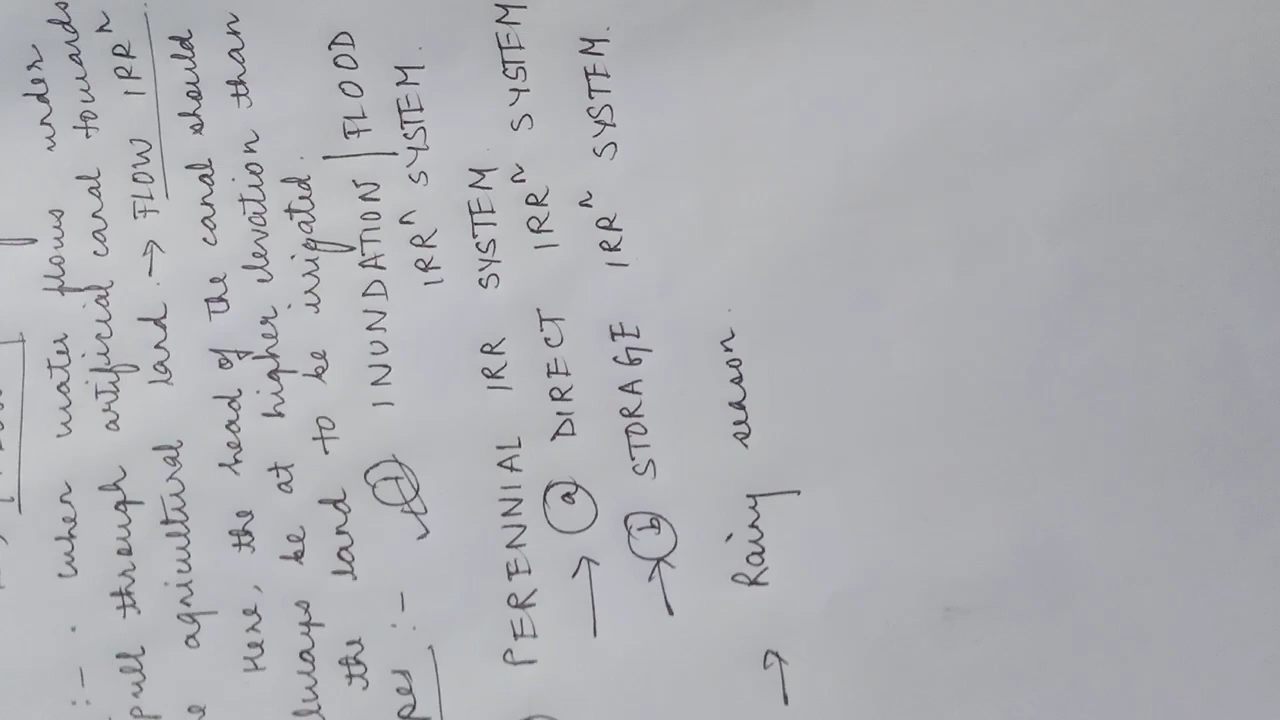 :- . when water flows under
pull through artificial canal towards
agricultural land. → FLOW IRRⁿ
Here, the head of the canal should
be at higher elevation than
the land to be irrigated.
:- ① INUNDATION | FLOOD
IRRⁿ SYSTEM.
PERENNIAL IRR SYSTEM
→ ⓐ DIRECT IRRⁿ SYSTEM
→ ⓑ STORAGE IRRⁿ SYSTEM.
→ Rainy season.